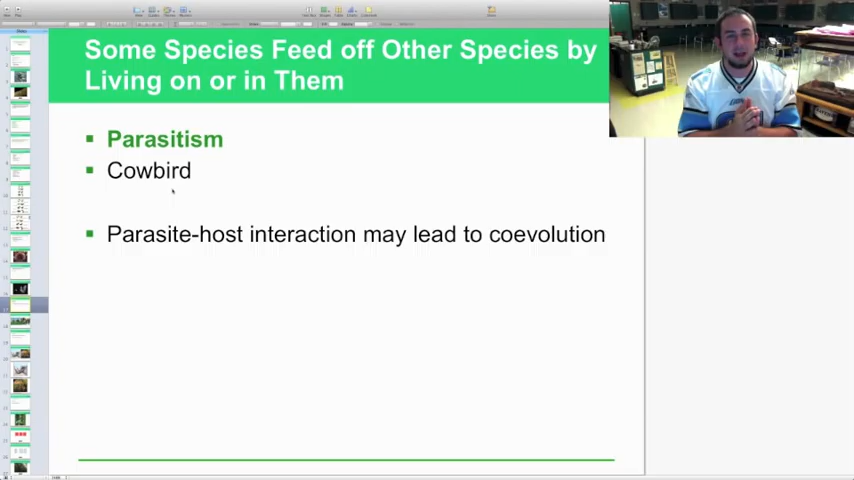 Some Species Feed off Other Species by
Living on or in Them
Parasitism
Cowbird
Parasite-host interaction may lead to coevolution